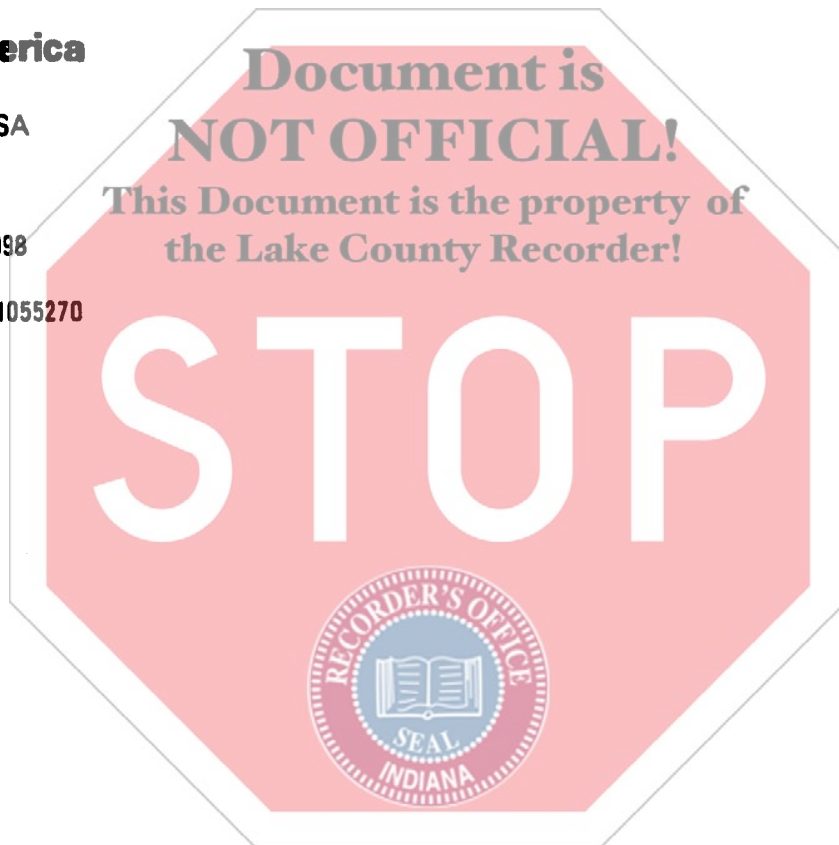 erica
SA
98
1055270
Document is
NOT OFFICIAL!
This Document is the property of
the Lake County Recorder!
STOP
RECORDER'S OFFICE
SEAL
INDIANA